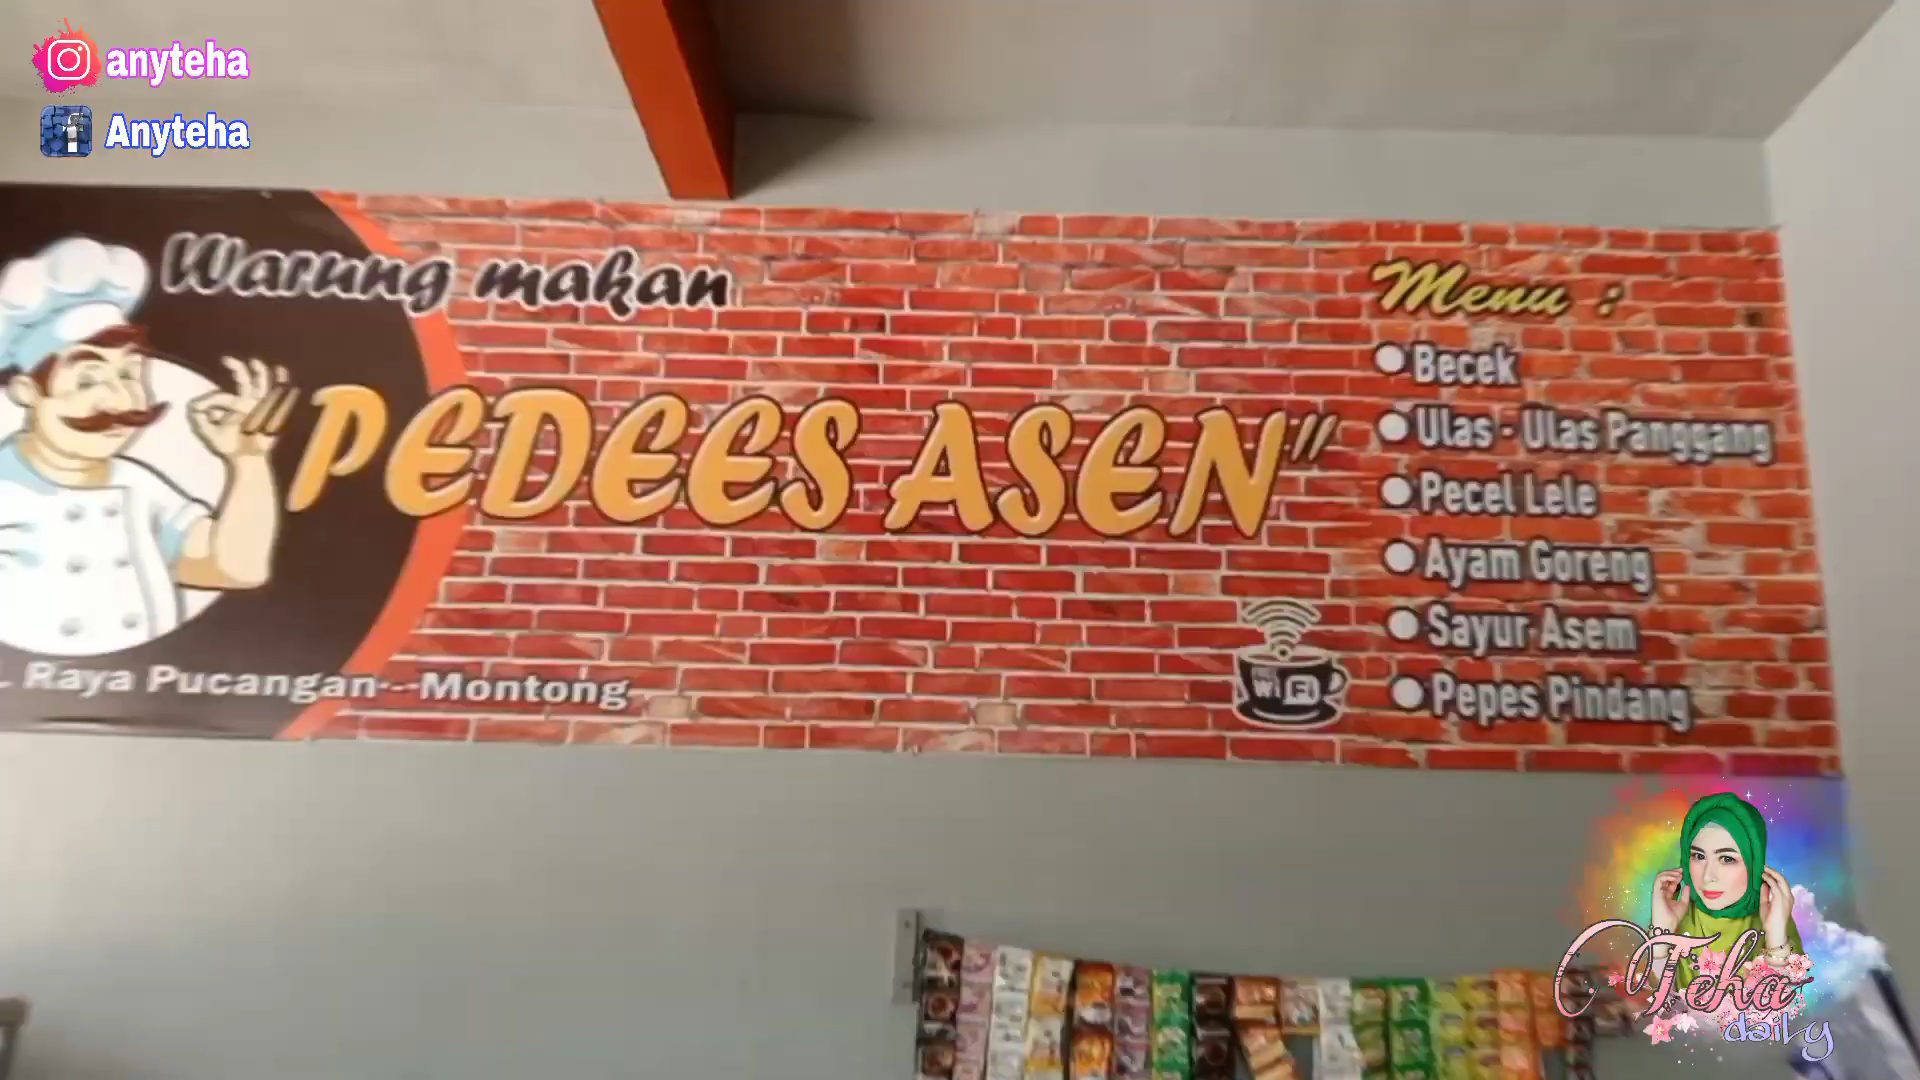 anyteha
Anyteha
Warung makan
"PEDEES ASEN"
L Raya Pucangan---Montong
WiFi
Menu :
Becek
Ulas - Ulas Panggang
Pecel Lele
Ayam Goreng
Sayur Asem
Pepes Pindang
Teha
daily